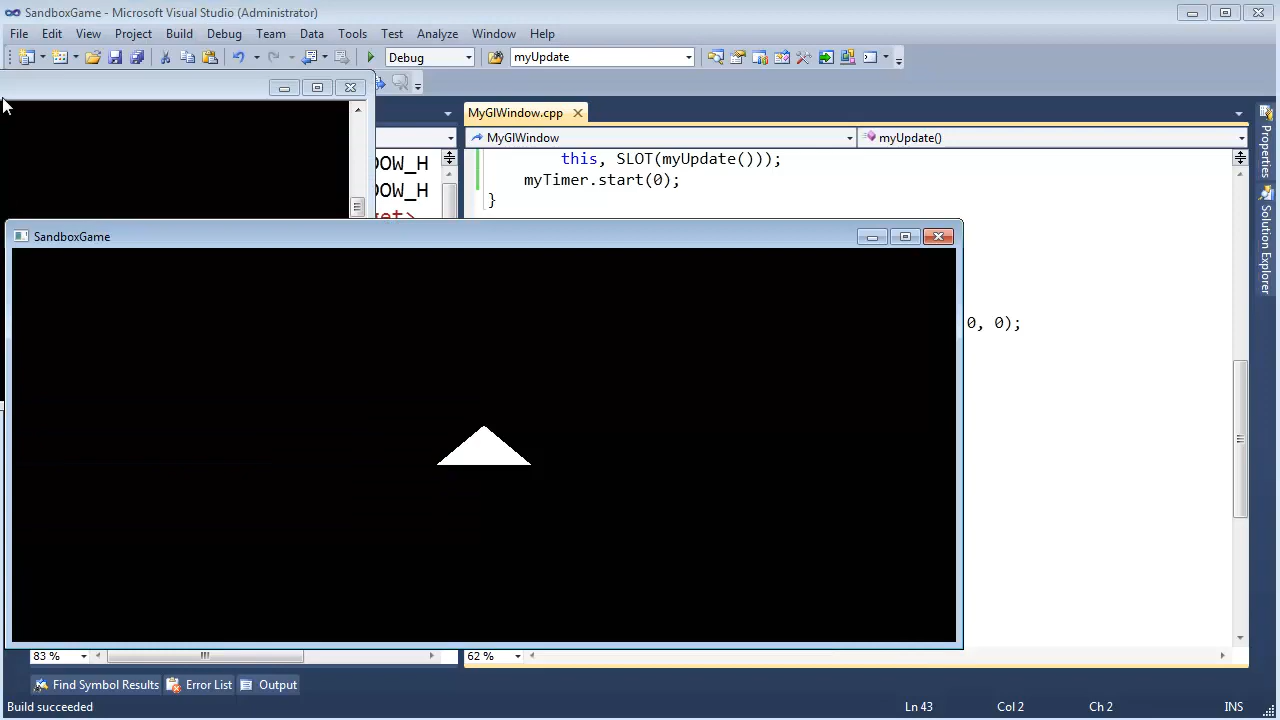 SandboxGame - Microsoft Visual Studio (Administrator)
File Edit View Project Build Debug Team Data Tools Test Analyze Window Help
Debug myUpdate
MyGlWindow.cpp
MyGlWindow myUpdate()
DOW_H
DOW_H
this, SLOT(myUpdate()));
myTimer.start(0);
}
SandboxGame
0, 0);
Properties
Solution Explorer
83 % 62 %
Find Symbol Results Error List Output
Build succeeded Ln 43 Col 2 Ch 2 INS